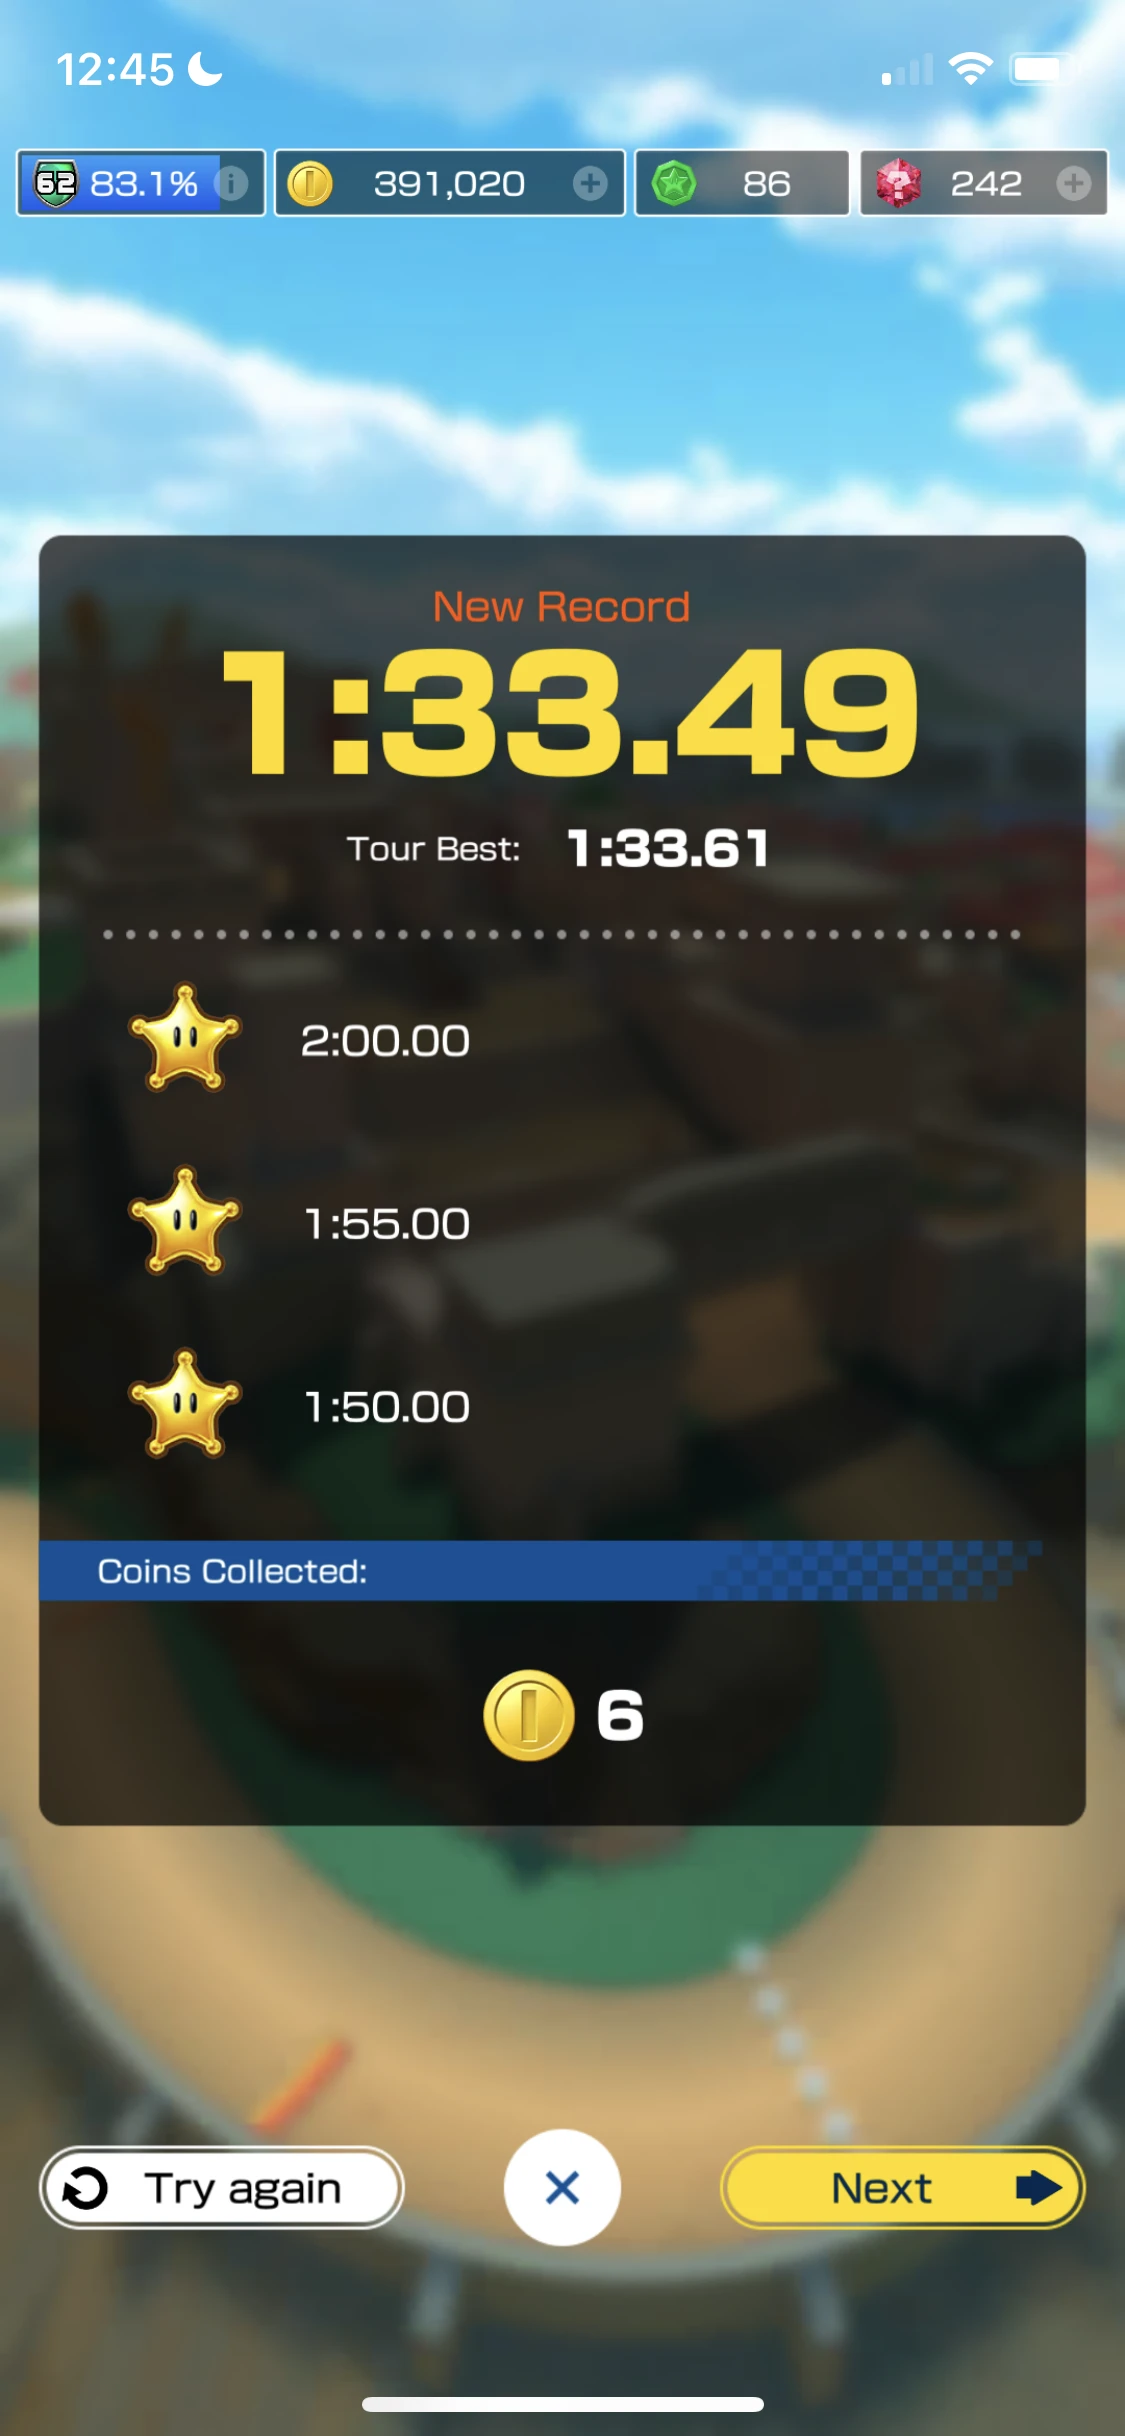 12:45
62 83.1% i 391,020 + 86 ? 242 +
New Record
1:33.49
Tour Best: 1:33.61
2:00.00
1:55.00
1:50.00
Coins Collected:
6
Try again × Next